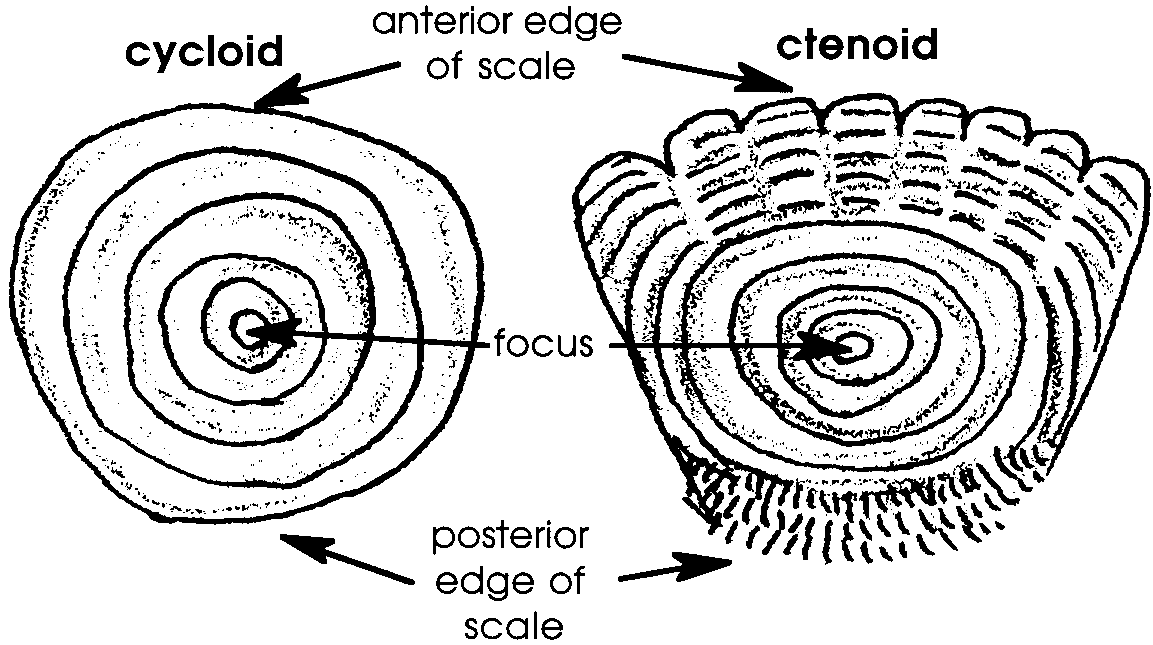 cycloid
anterior edge
of scale
ctenoid
focus
posterior
edge of
scale